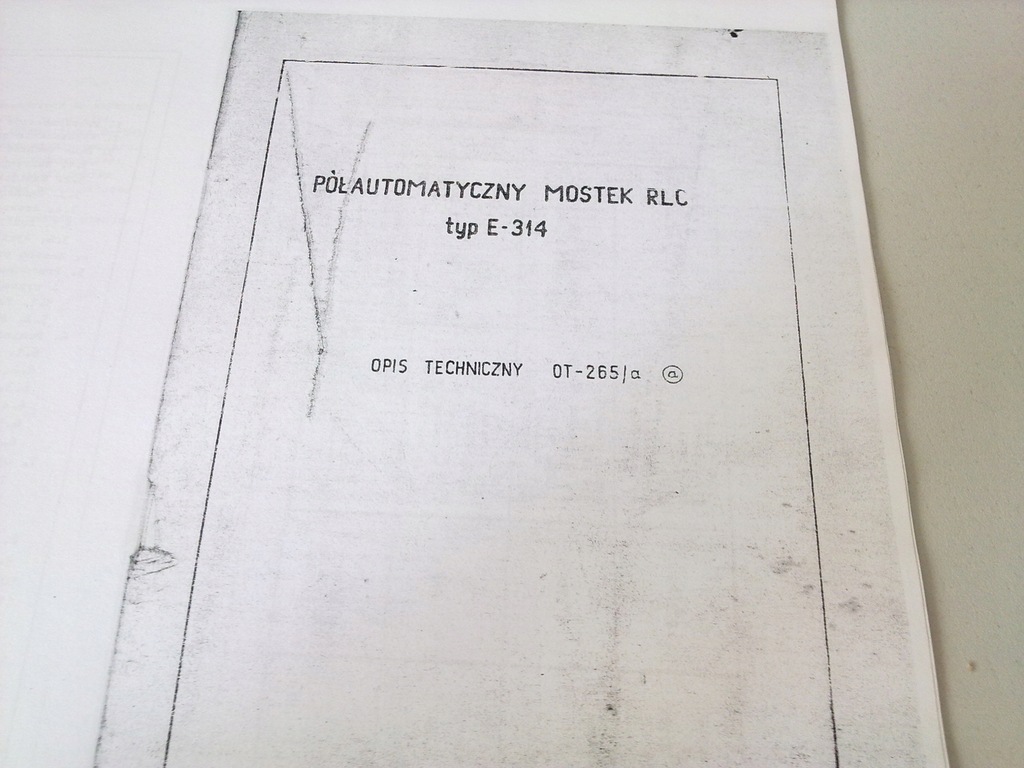 PÓŁAUTOMATYCZNY MOSTEK RLC
typ E-314
OPIS TECHNICZNY OT-265/a ⓐ